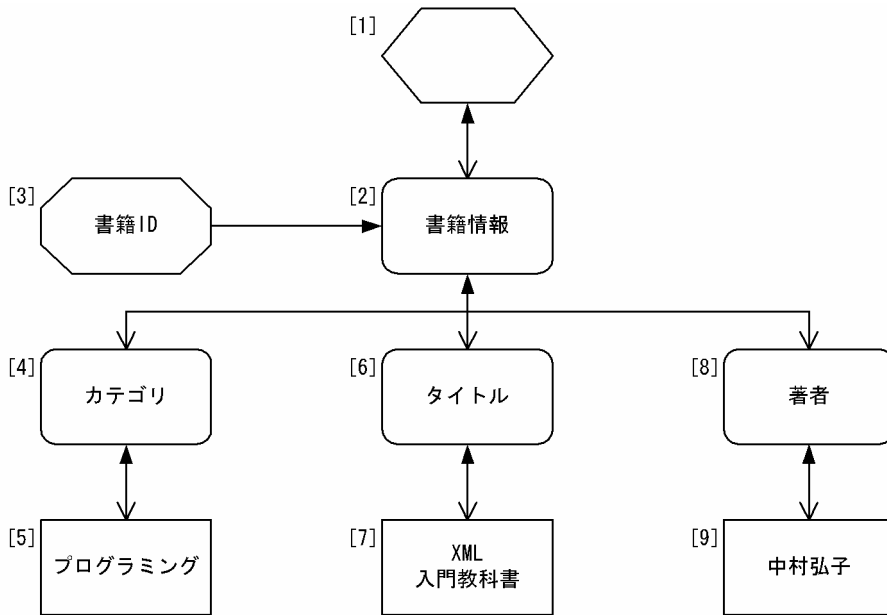 [1]
[3]
書籍ID
[2]
書籍情報
[4]
カテゴリ
[6]
タイトル
[8]
著者
[5]
プログラミング
[7]
XML
入門教科書
[9]
中村弘子